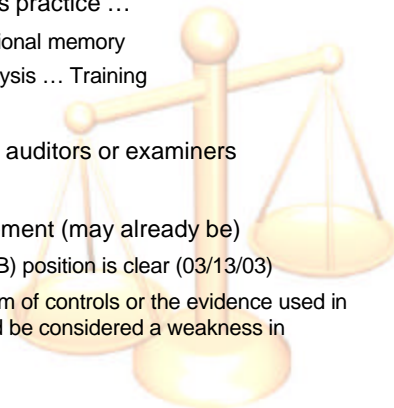 s practice …
ional memory
ysis … Training
auditors or examiners
ment (may already be)
B) position is clear (03/13/03)
m of controls or the evidence used in
d be considered a weakness in